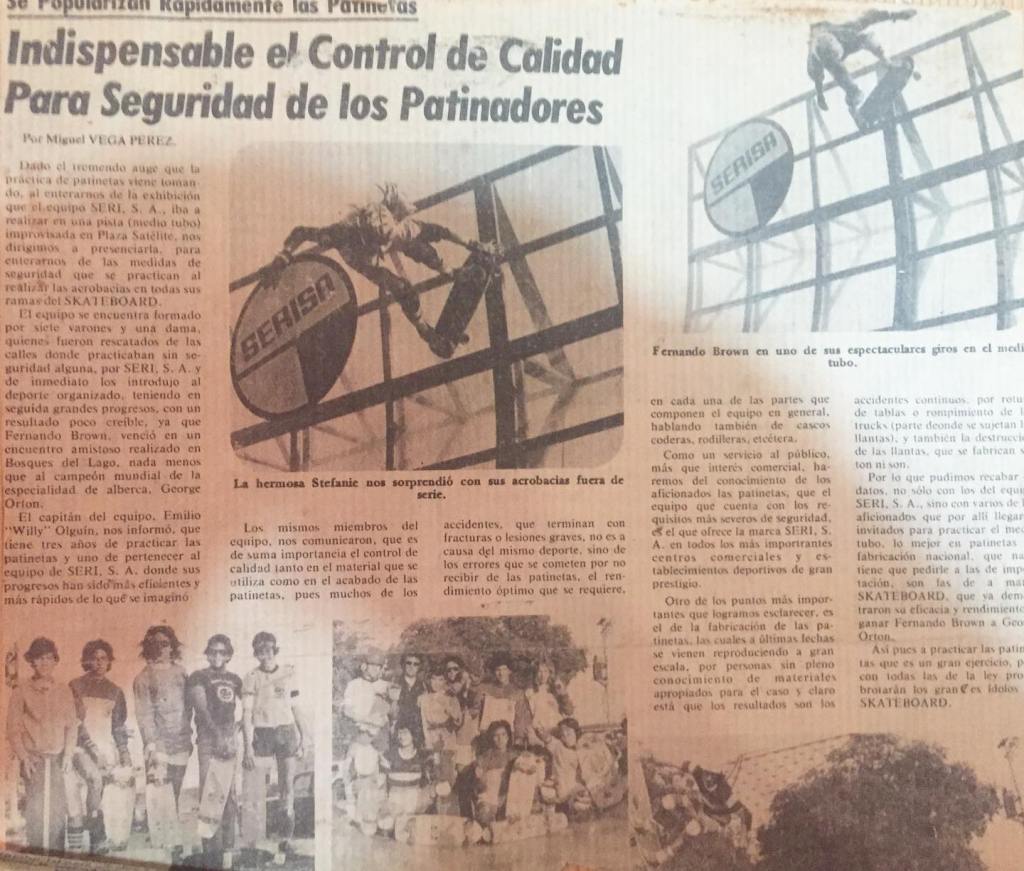 Se Popularizan Rápidamente las Patinetas
Indispensable el Control de Calidad
Para Seguridad de los Patinadores
Por Miguel VEGA PEREZ.
Dado el tremendo auge que la
práctica de patinetas viene toman-
do, al enterarnos de la exhibición
que el equipo SERI, S. A., iba a
realizar en una pista (medio tubo)
improvisada en Plaza Satélite, nos
dirigimos a presenciarla, para
enterarnos de las medidas de
seguridad que se practican al
realizar las acrobacias en todas sus
ramas del SKATEBOARD.
El equipo se encuentra formado
por siete varones y una dama,
quienes fueron rescatados de las
calles donde practicaban sin se-
guridad alguna, por SERI, S. A. y
de inmediato los introdujo al
deporte organizado, teniendo en
seguida grandes progresos, con un
resultado poco creíble, ya que
Fernando Brown, venció en un
encuentro amistoso realizado en
Bosques del Lago, nada menos
que al campeón mundial de la
especialidad de alberca, George
Orton.
El capitán del equipo, Emilio
"Willy" Olguín, nos informó, que
tiene tres años de practicar las
patinetas y uno de pertenecer al
equipo de SERI, S. A. donde sus
progresos han sido más eficientes y
más rápidos de lo que se imaginó
SERISA
La hermosa Stefanie nos sorprendió con sus acrobacias fuera de
serie.
Los mismos miembros del
equipo, nos comunicaron, que es
de suma importancia el control de
calidad tanto en el material que se
utiliza como en el acabado de las
patinetas, pues muchos de los
accidentes, que terminan con
fracturas o lesiones graves, no es a
causa del mismo deporte, sino de
los errores que se cometen por no
recibir de las patinetas, el ren-
dimiento óptimo que se requiere,
SERISA
Fernando Brown en uno de sus espectaculares giros en el medi
tubo.
en cada una de las partes que
componen el equipo en general,
hablando también de cascos
coderas, rodilleras, etcétera.
Como un servicio al público,
más que interés comercial, ha-
remos del conocimiento de los
aficionados las patinetas, que el
equipo que cuenta con los re-
quisitos más severos de seguridad,
es el que ofrece la marca SERI, S.
A. en todos los más importantes
centros comerciales y es-
tablecimientos deportivos de gran
prestigio.
Otro de los puntos más impor-
tantes que logramos esclarecer, es
el de la fabricación de las pa-
tinetas, las cuales a últimas fechas
se vienen reproduciendo a gran
escala, por personas sin pleno
conocimiento de materiales
apropiados para el caso y claro
está que los resultados son los
accidentes continuos, por rotu
de tablas o rompimiento de l
trucks (parte deonde se sujetan l
llantas), y también la destrucci
de las llantas, que se fabrican s
ton ni son.
Por lo que pudimos recabar
datos, no sólo con los del equi
SERI, S. A., sino con varios de l
aficionados que por allí llegar
invitados para practicar el me
tubo, lo mejor en patinetas
fabricación nacional, que na
tiene que pedirle a las de imp
tación, son las de a ma
SKATEBOARD, que ya dem
traron su eficacia y rendimient
ganar Fernando Brown a Geo
Orton.
Así pues a practicar las patin
tas que es un gran ejercicio, p
con todas las de la ley pro
brotarán los grandes ídolos
SKATEBOARD.